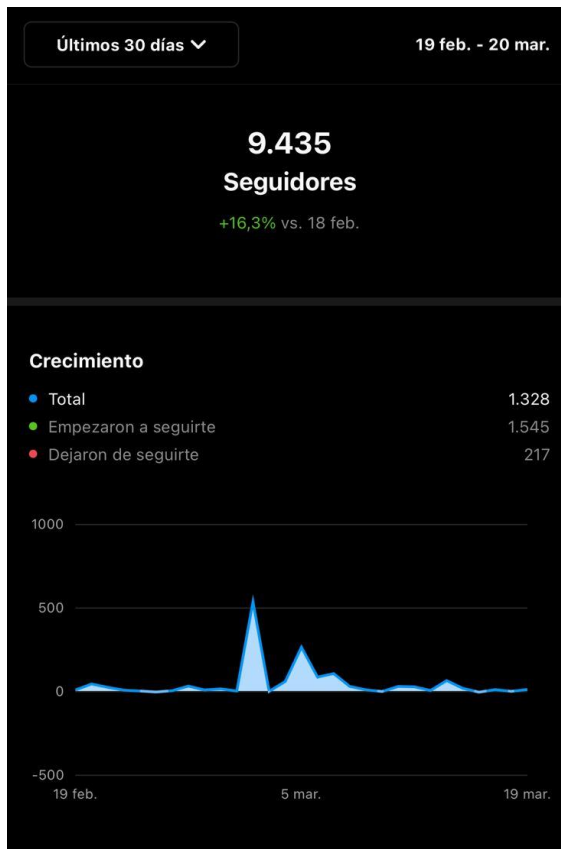 Últimos 30 días
19 feb. - 20 mar.
9.435
Seguidores
+16,3% vs. 18 feb.
Crecimiento
Total 1.328
Empezaron a seguirte 1.545
Dejaron de seguirte 217
1000
500
0
-500
19 feb. 5 mar. 19 mar.